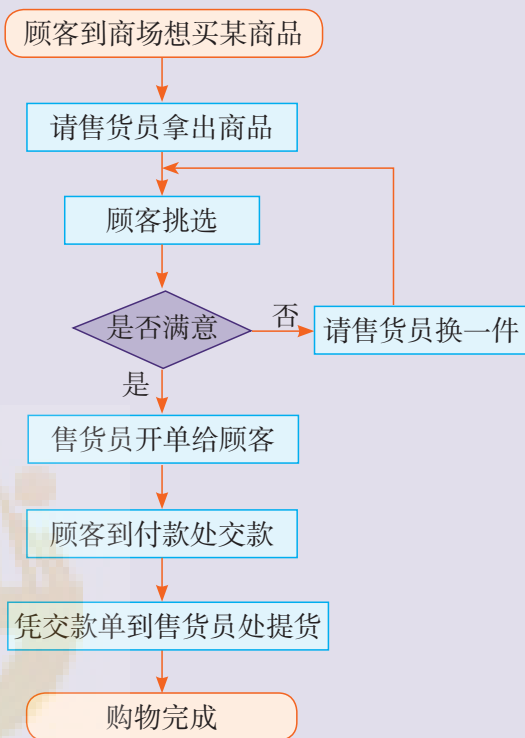 顾客到商场想买某商品
请售货员拿出商品
顾客挑选
是否满意
否
请售货员换一件
是
售货员开单给顾客
顾客到付款处交款
凭交款单到售货员处提货
购物完成